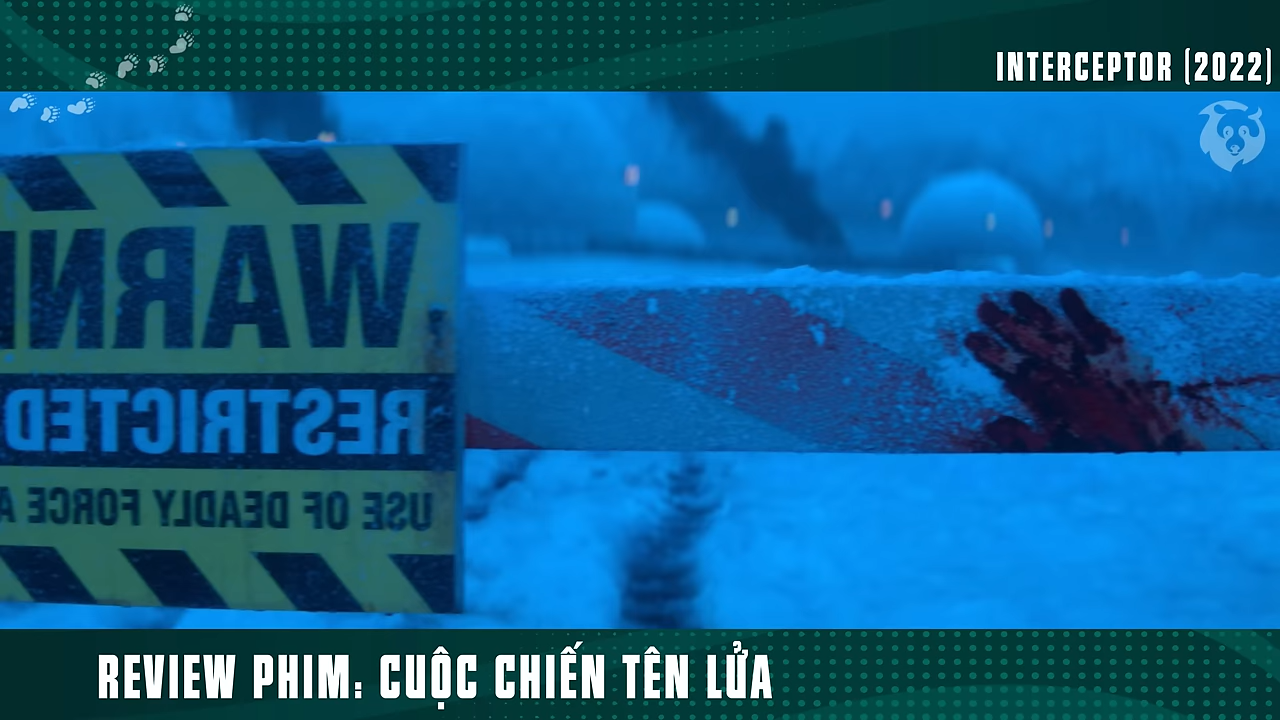 INTERCEPTOR (2022)
WARN
RESTRICTED
USE OF DEADLY FORCE A
REVIEW PHIM: CUỘC CHIẾN TÊN LỬA